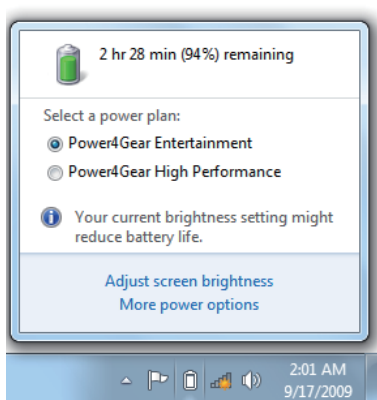 2 hr 28 min (94%) remaining
Select a power plan:
Power4Gear Entertainment
Power4Gear High Performance
Your current brightness setting might
reduce battery life.
Adjust screen brightness
More power options
2:01 AM
9/17/2009